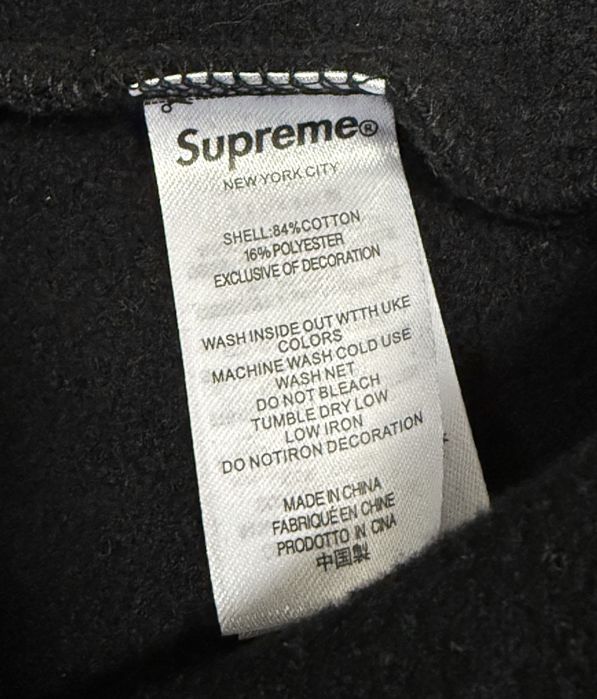 Supreme®
NEW YORK CITY
SHELL:84%COTTON
16%POLYESTER
EXCLUSIVE OF DECORATION
WASH INSIDE OUT WTTH UKE
COLORS
MACHINE WASH COLD USE
WASH NET
DO NOT BLEACH
TUMBLE DRY LOW
LOW IRON
DO NOTIRON DECORATION
MADE IN CHINA
FABRIQUÉ EN CHINE
PRODOTTO IN CINA
中国製